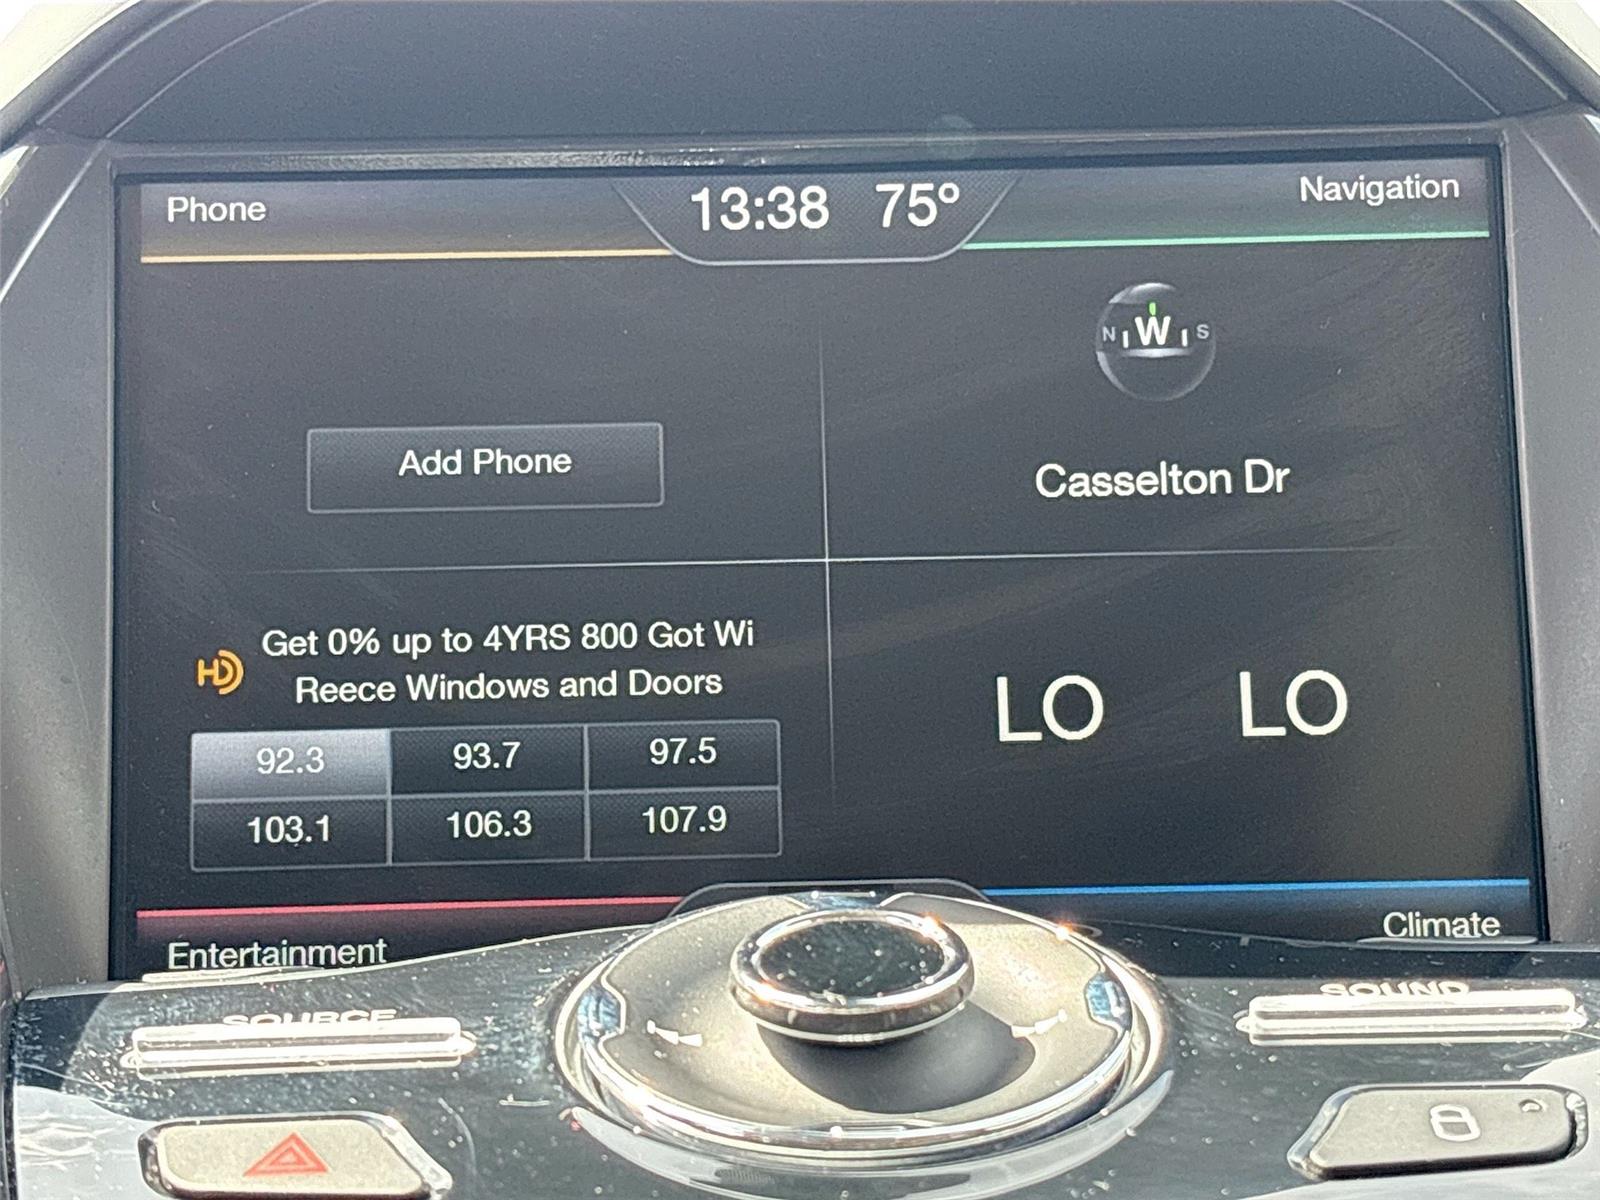 Phone
13:38 75°
Navigation
N W S
Add Phone
Casselton Dr
HD
Get 0% up to 4YRS 800 Got Wi
Reece Windows and Doors
92.3 93.7 97.5
103.1 106.3 107.9
LO LO
Entertainment
Climate
SOURCE
SOUND